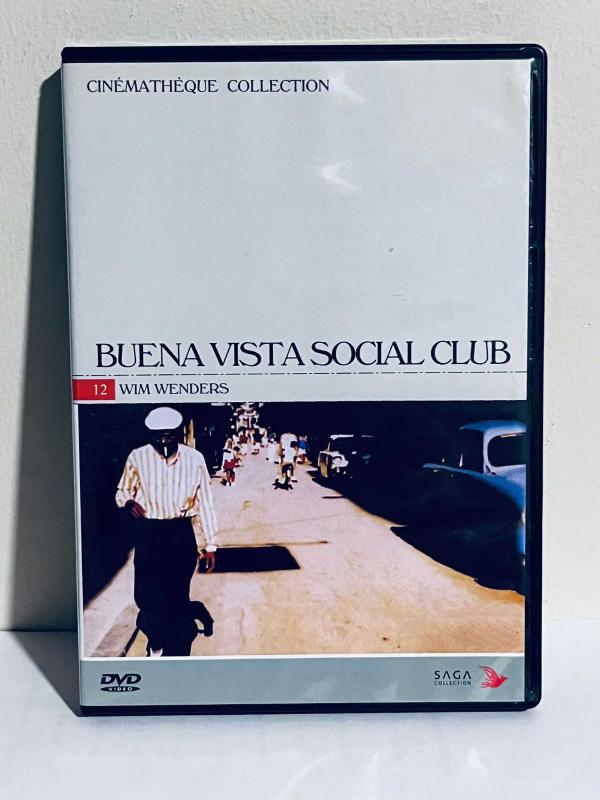 CINÉMATHÈQUE COLLECTION
BUENA VISTA SOCIAL CLUB
12 WIM WENDERS
DVD
VIDEO
SAGA
COLLECTION